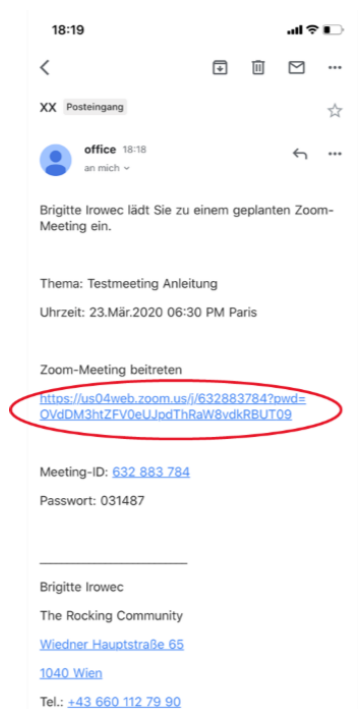 18:19
XX Posteingang
office 18:18
an mich
Brigitte Irowec lädt Sie zu einem geplanten Zoom-
Meeting ein.
Thema: Testmeeting Anleitung
Uhrzeit: 23.Mär.2020 06:30 PM Paris
Zoom-Meeting beitreten
https://us04web.zoom.us/j/632883784?pwd=
OVdDM3htZFV0eUJpdThRaW8vdkRBUT09
Meeting-ID: 632 883 784
Passwort: 031487
Brigitte Irowec
The Rocking Community
Wiedner Hauptstraße 65
1040 Wien
Tel.: +43 660 112 79 90